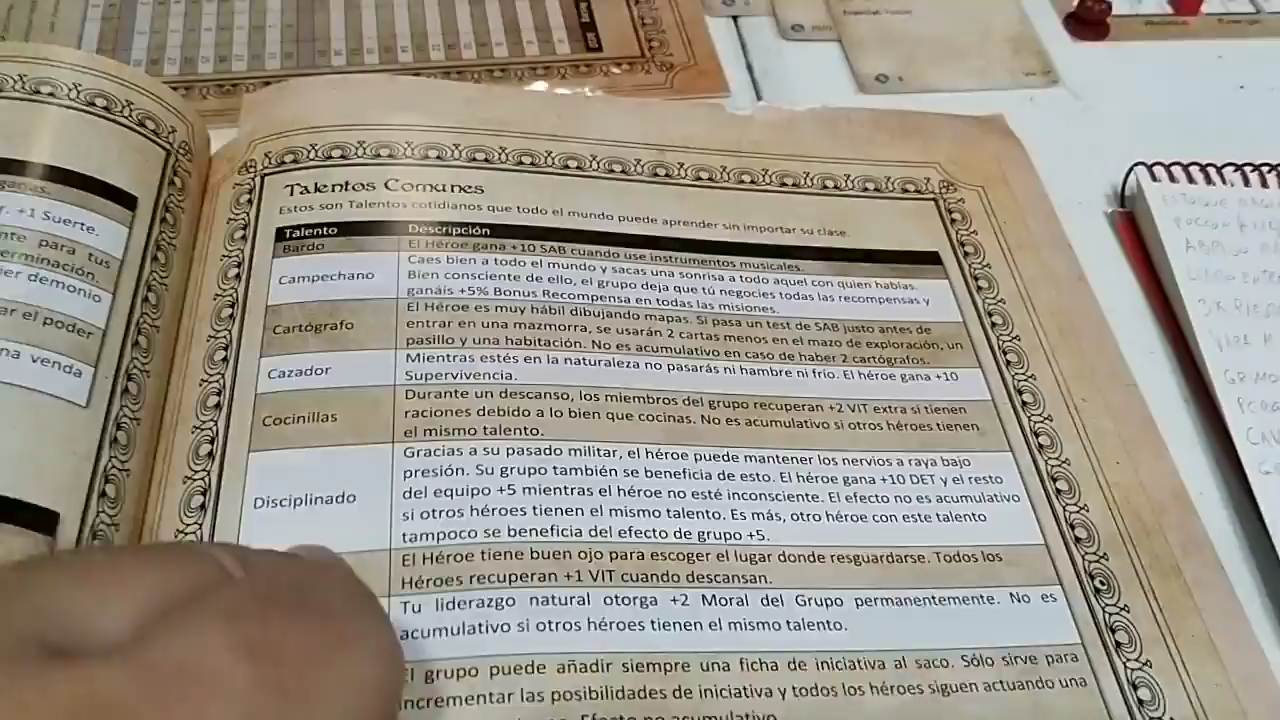 ganas.
+1 Suerte.
nte para tus
erminación.
demonio
ar el poder
na venda
Talentos Comunes
Estos son Talentos cotidianos que todo el mundo puede aprender sin importar su clase.
Talento Descripción
Bardo El Héroe gana +10 SAB cuando use instrumentos musicales.
Campechano Caes bien a todo el mundo y sacas una sonrisa a todo aquel con quien hablas.
Bien consciente de ello, el grupo deja que tú negocies todas las recompensas y
ganáis +5% Bonus Recompensa en todas las misiones.
Cartógrafo El Héroe es muy hábil dibujando mapas. Si pasa un test de SAB justo antes de
entrar en una mazmorra, se usarán 2 cartas menos en el mazo de exploración, un
pasillo y una habitación. No es acumulativo en caso de haber 2 cartógrafos.
Cazador Mientras estés en la naturaleza no pasarás ni hambre ni frío. El héroe gana +10
Supervivencia.
Cocinillas Durante un descanso, los miembros del grupo recuperan +2 VIT extra si tienen
raciones debido a lo bien que cocinas. No es acumulativo si otros héroes tienen
el mismo talento.
Disciplinado Gracias a su pasado militar, el héroe puede mantener los nervios a raya bajo
presión. Su grupo también se beneficia de esto. El héroe gana +10 DET y el resto
del equipo +5 mientras el héroe no esté inconsciente. El efecto no es acumulativo
si otros héroes tienen el mismo talento. Es más, otro héroe con este talento
tampoco se beneficia del efecto de grupo +5.
El Héroe tiene buen ojo para escoger el lugar donde resguardarse. Todos los
Héroes recuperan +1 VIT cuando descansan.
Tu liderazgo natural otorga +2 Moral del Grupo permanentemente. No es
acumulativo si otros héroes tienen el mismo talento.
El grupo puede añadir siempre una ficha de iniciativa al saco. Sólo sirve para
incrementar las posibilidades de iniciativa y todos los héroes siguen actuando una
Efecto no acumulativo.